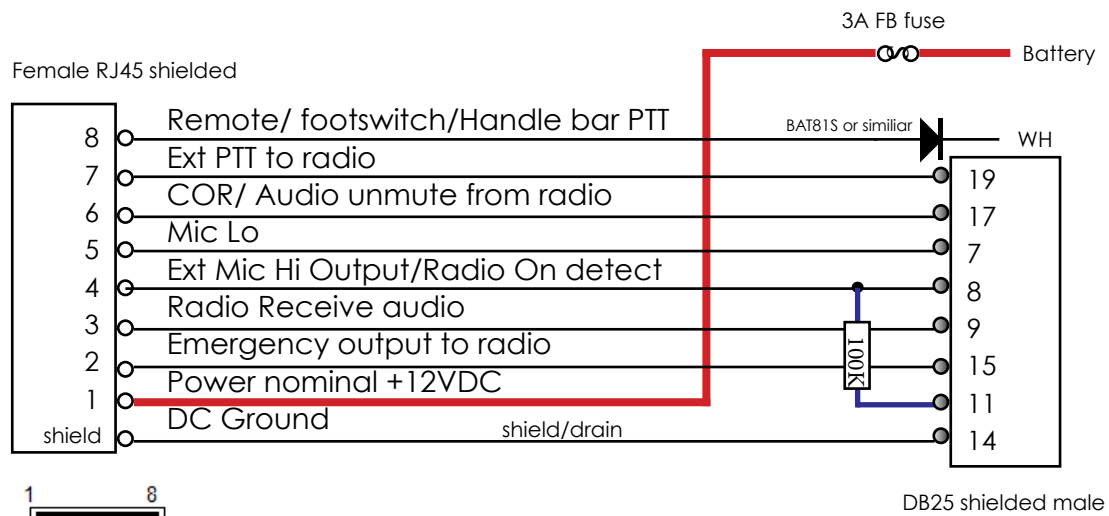 3A FB fuse
Battery
Female RJ45 shielded
8 Remote/ footswitch/Handle bar PTT BAT81S or similiar WH
7 Ext PTT to radio 19
6 COR/ Audio unmute from radio 17
5 Mic Lo 7
4 Ext Mic Hi Output/Radio On detect 8
3 Radio Receive audio 9
2 Emergency output to radio 15
100K
1 Power nominal +12VDC 11
shield DC Ground shield/drain 14
1 8
DB25 shielded male